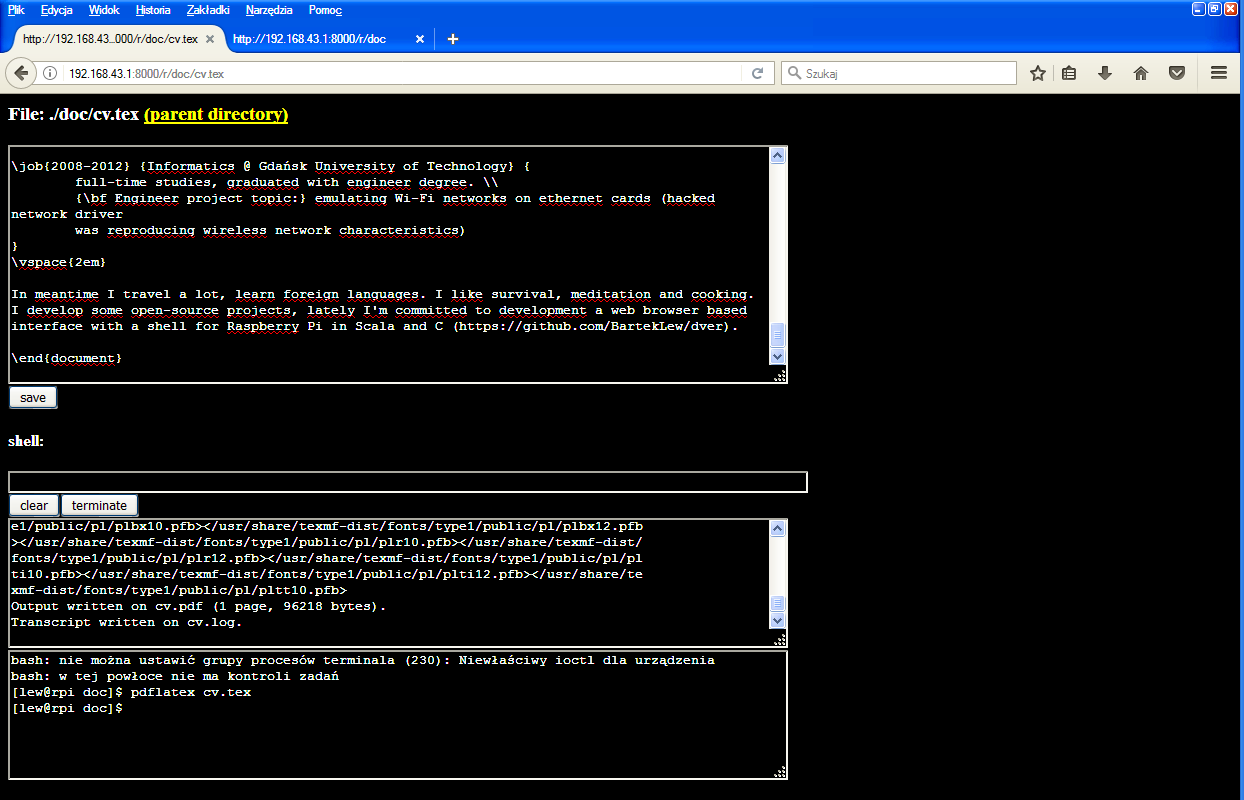 Plik Edycja Widok Historia Zakładki Narzędzia Pomoc
http://192.168.43...000/r/doc/cv.tex × http://192.168.43.1:8000/r/doc × +
192.168.43.1:8000/r/doc/cv.tex Szukaj
File: ./doc/cv.tex (parent directory)
\job{2008-2012} {Informatics @ Gdańsk University of Technology} {
full-time studies, graduated with engineer degree. \\
{\bf Engineer project topic:} emulating Wi-Fi networks on ethernet cards (hacked
network driver
was reproducing wireless network characteristics)
}
\vspace{2em}
In meantime I travel a lot, learn foreign languages. I like survival, meditation and cooking.
I develop some open-source projects, lately I'm committed to development a web browser based
interface with a shell for Raspberry Pi in Scala and C (https://github.com/BartekLew/dver).
\end{document}
save
shell:
clear terminate
e1/public/pl/plbx10.pfb></usr/share/texmf-dist/fonts/type1/public/pl/plbx12.pfb
></usr/share/texmf-dist/fonts/type1/public/pl/plr10.pfb></usr/share/texmf-dist/
fonts/type1/public/pl/plr12.pfb></usr/share/texmf-dist/fonts/type1/public/pl/pl
ti10.pfb></usr/share/texmf-dist/fonts/type1/public/pl/plti12.pfb></usr/share/te
xmf-dist/fonts/type1/public/pl/pltt10.pfb>
Output written on cv.pdf (1 page, 96218 bytes).
Transcript written on cv.log.
bash: nie można ustawić grupy procesów terminala (230): Niewłaściwy ioctl dla urządzenia
bash: w tej powłoce nie ma kontroli zadań
[lew@rpi doc]$ pdflatex cv.tex
[lew@rpi doc]$